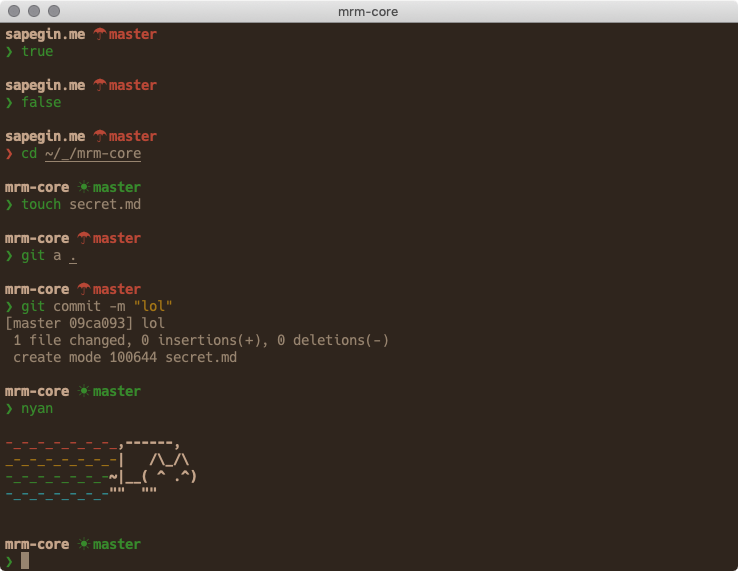 mrm-core
sapegin.me ☂master
❯ true
sapegin.me ☂master
❯ false
sapegin.me ☂master
❯ cd ~/_/mrm-core
mrm-core ☀master
❯ touch secret.md
mrm-core ☂master
❯ git a .
mrm-core ☂master
❯ git commit -m "lol"
[master 09ca093] lol
 1 file changed, 0 insertions(+), 0 deletions(-)
 create mode 100644 secret.md
mrm-core ☀master
❯ nyan
-_-_-_-_-_-_-_,------,
_-_-_-_-_-_-_-|   /\_/\
-_-_-_-_-_-_-~|__( ^ .^)
-_-_-_-_-_-_-""  ""
mrm-core ☀master
❯